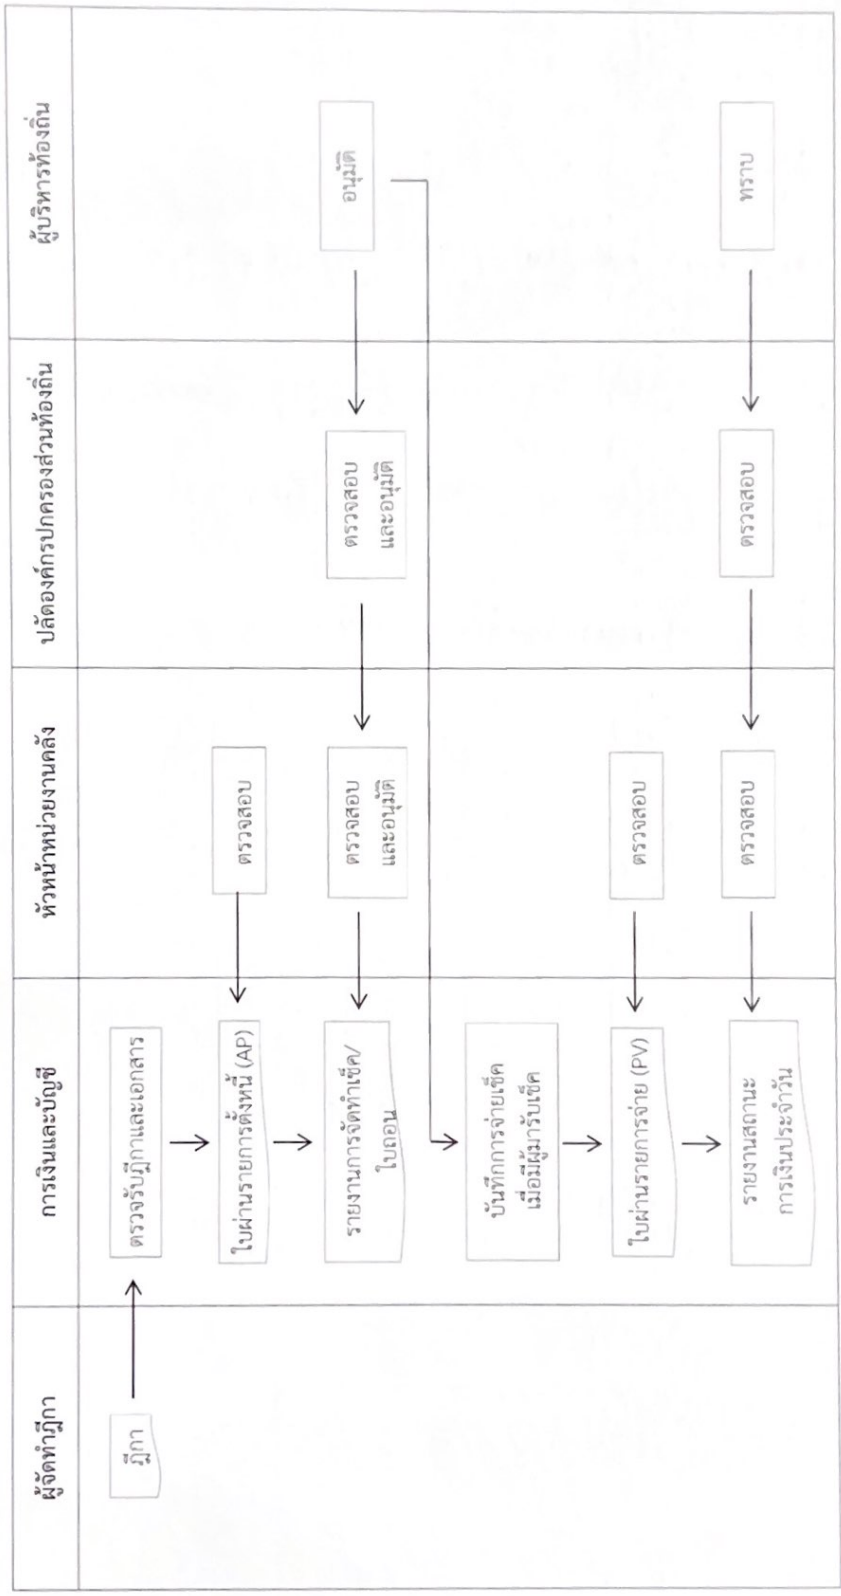 ผู้จัดทำฎีกา
การเงินและบัญชี
หัวหน้าหน่วยงานคลัง
ปลัดองค์กรปกครองส่วนท้องถิ่น
ผู้บริหารท้องถิ่น
ฎีกา
ตรวจรับฎีกาและเอกสาร
ใบผ่านรายการตั้งหนี้ (AP)
ตรวจสอบ
รายงานการจัดทำเช็ค/
ใบถอน
ตรวจสอบ
และอนุมัติ
ตรวจสอบ
และอนุมัติ
อนุมัติ
บันทึกการจ่ายเช็ค
เมื่อมีผู้มารับเช็ค
ใบผ่านรายการจ่าย (PV)
ตรวจสอบ
รายงานสถานะ
การเงินประจำวัน
ตรวจสอบ
ตรวจสอบ
ทราบ